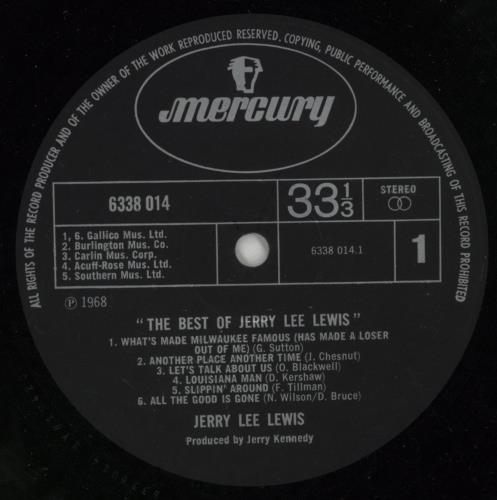 ALL RIGHTS OF THE RECORD PRODUCER AND OF THE OWNER OF THE WORK REPRODUCED RESERVED, COPYING, PUBLIC PERFORMANCE AND BROADCASTING OF THIS RECORD PROHIBITED
mercury
6338 014
33 1/3
STEREO
1, 6. Gallico Mus. Ltd.
2. Burlington Mus. Co.
3. Carlin Mus. Corp.
4. Acuff-Rose Mus. Ltd.
5. Southern Mus. Ltd.
6338 014.1
1
Ⓟ 1968
"THE BEST OF JERRY LEE LEWIS"
1. WHAT'S MADE MILWAUKEE FAMOUS (HAS MADE A LOSER
OUT OF ME) (G. Sutton)
2. ANOTHER PLACE ANOTHER TIME (J. Chesnut)
3. LET'S TALK ABOUT US (O. Blackwell)
4. LOUISIANA MAN (D. Kershaw)
5. SLIPPIN' AROUND (F. Tillman)
6. ALL THE GOOD IS GONE (N. Wilson/D. Bruce)
JERRY LEE LEWIS
Produced by Jerry Kennedy